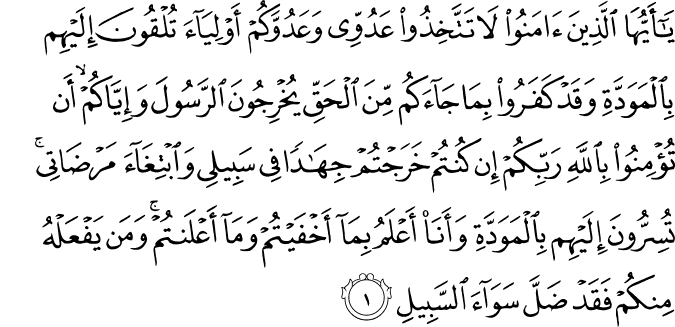 يَٰٓأَيُّهَا ٱلَّذِينَ ءَامَنُوا۟ لَا تَتَّخِذُوا۟ عَدُوِّى وَعَدُوَّكُمْ أَوْلِيَآءَ تُلْقُونَ إِلَيْهِم
بِٱلْمَوَدَّةِ وَقَدْ كَفَرُوا۟ بِمَا جَآءَكُم مِّنَ ٱلْحَقِّ يُخْرِجُونَ ٱلرَّسُولَ وَإِيَّاكُمْ ۙ أَن
تُؤْمِنُوا۟ بِٱللَّهِ رَبِّكُمْ إِن كُنتُمْ خَرَجْتُمْ جِهَٰدًا فِى سَبِيلِى وَٱبْتِغَآءَ مَرْضَاتِى ۚ
تُسِرُّونَ إِلَيْهِم بِٱلْمَوَدَّةِ وَأَنَا۠ أَعْلَمُ بِمَآ أَخْفَيْتُمْ وَمَآ أَعْلَنتُمْ ۚ وَمَن يَفْعَلْهُ
مِنكُمْ فَقَدْ ضَلَّ سَوَآءَ ٱلسَّبِيلِ ١